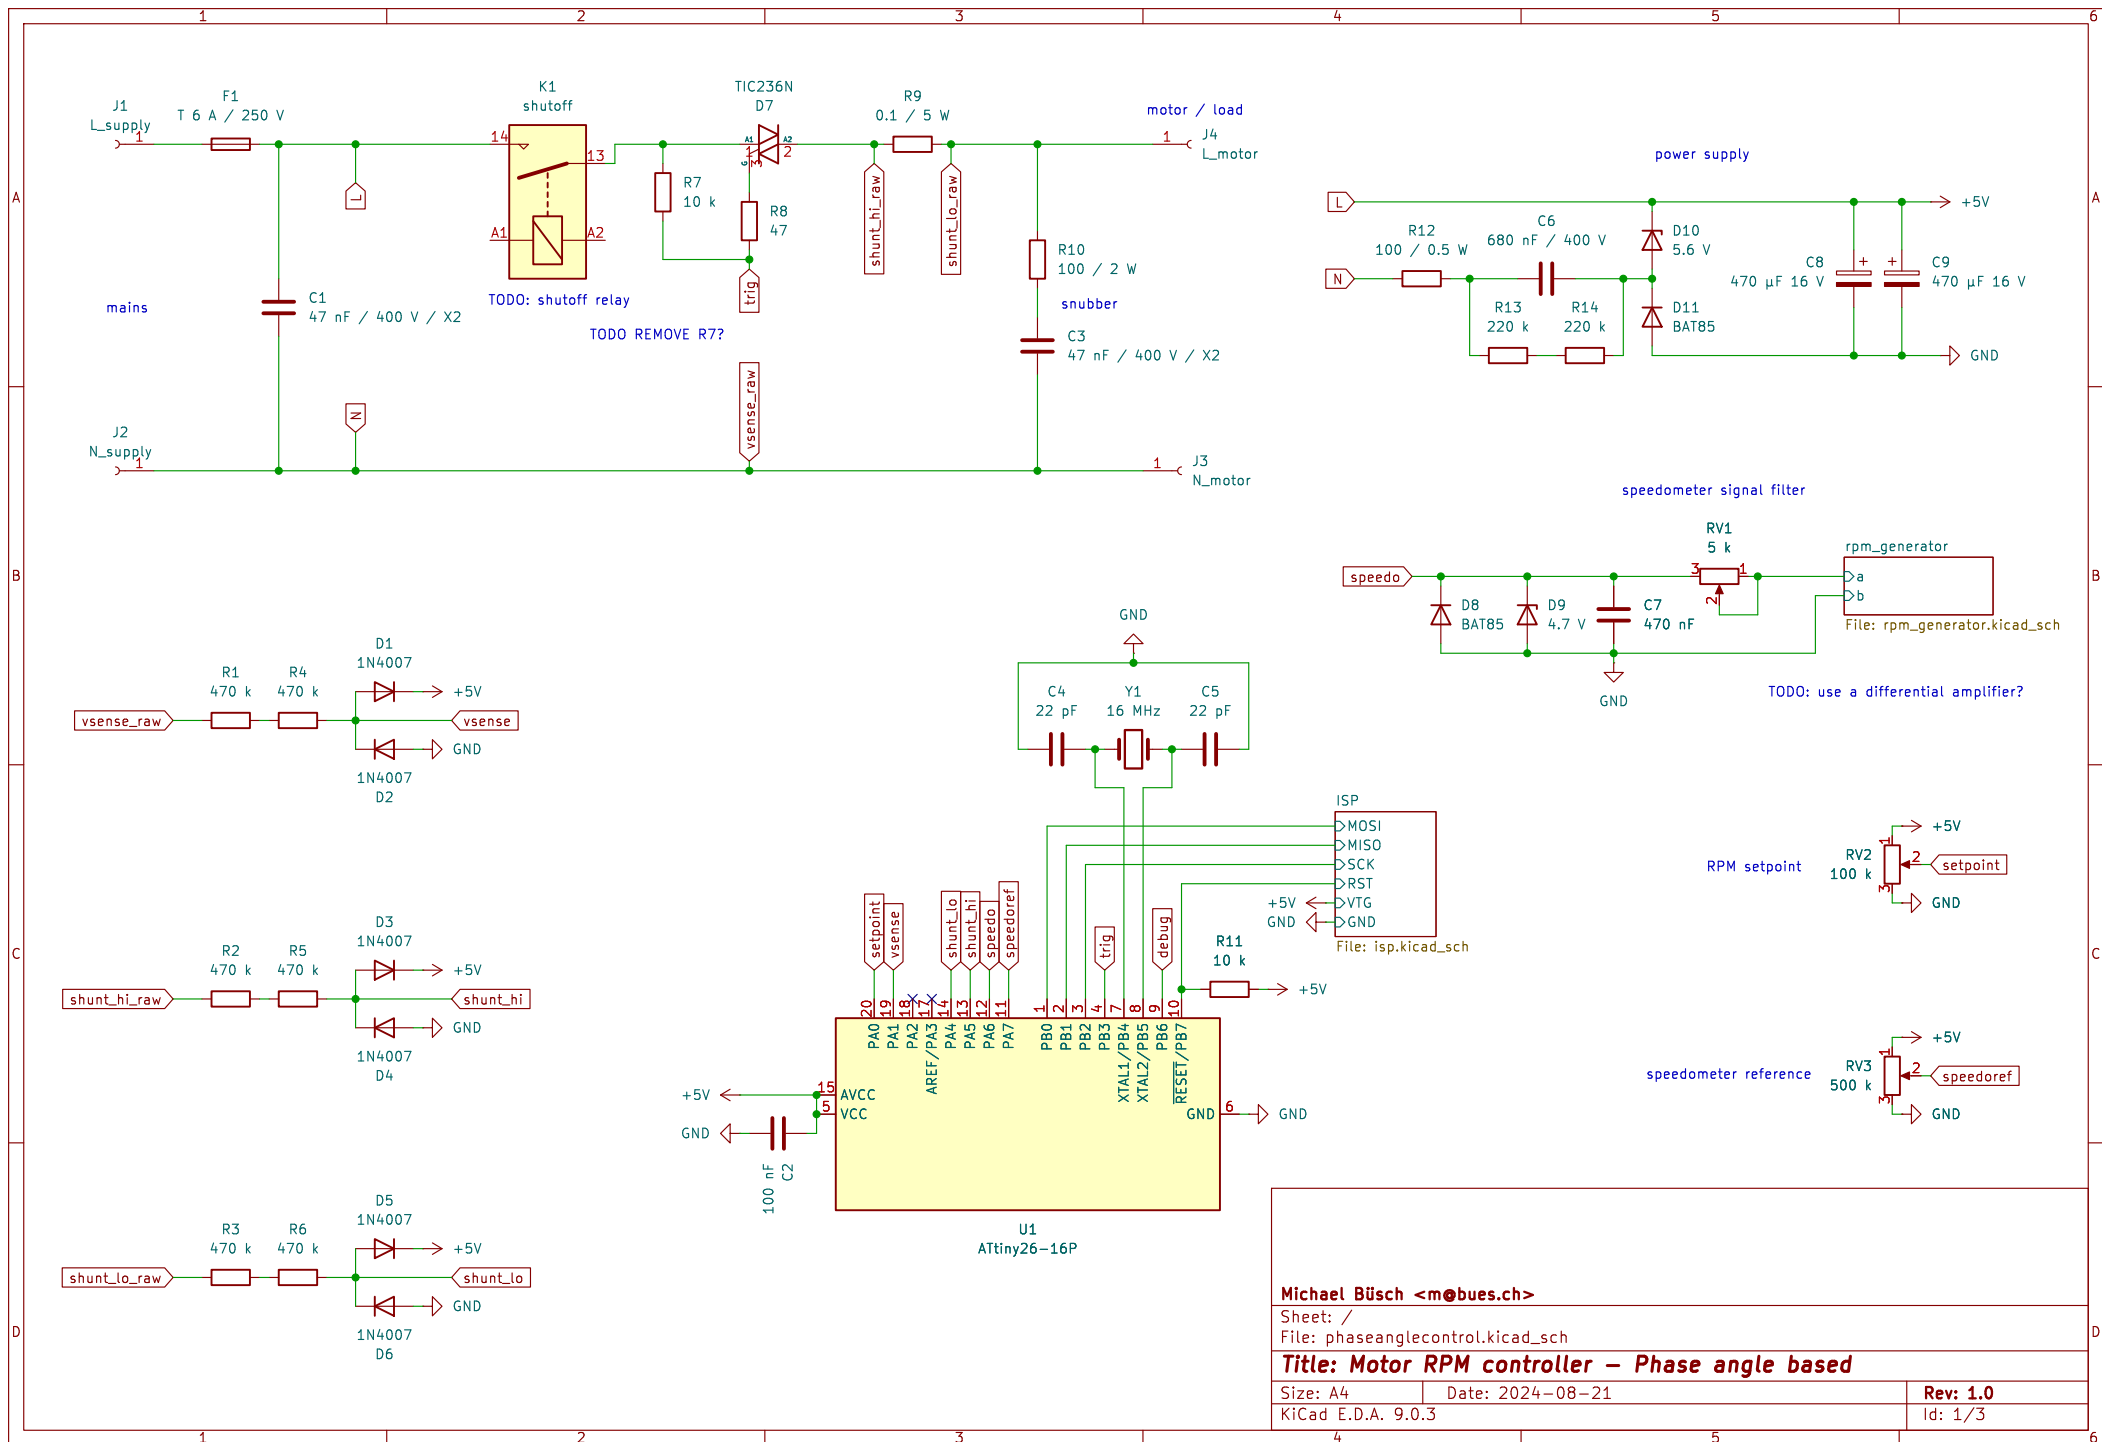 1 2 3 4 5 6
A
B
C
D
J1
L_supply
1
F1
T 6 A / 250 V
L
C1
47 nF / 400 V / X2
mains
N
J2
N_supply
1
K1
shutoff
14
13
A1
A2
TODO: shutoff relay
TODO REMOVE R7?
TIC236N
D7
A1
A2
1
2
G
3
R7
10 k
R8
47
trig
vsense_raw
R9
0.1 / 5 W
shunt_hi_raw
shunt_lo_raw
R10
100 / 2 W
snubber
C3
47 nF / 400 V / X2
motor / load
1
J4
L_motor
1
J3
N_motor
power supply
L
+5V
R12
100 / 0.5 W
C6
680 nF / 400 V
D10
5.6 V
N
R13
220 k
R14
220 k
D11
BAT85
C8
470 µF 16 V
+
+
C9
470 µF 16 V
GND
speedometer signal filter
speedo
D8
BAT85
D9
4.7 V
C7
470 nF
RV1
5 k
3
1
2
rpm_generator
a
b
File: rpm_generator.kicad_sch
GND
TODO: use a differential amplifier?
R1
470 k
R4
470 k
D1
1N4007
+5V
vsense_raw
vsense
GND
1N4007
D2
R2
470 k
R5
470 k
D3
1N4007
+5V
shunt_hi_raw
shunt_hi
GND
1N4007
D4
R3
470 k
R6
470 k
D5
1N4007
+5V
shunt_lo_raw
shunt_lo
GND
1N4007
D6
GND
C4
22 pF
Y1
16 MHz
C5
22 pF
ISP
MOSI
MISO
SCK
RST
VTG
GND
+5V
GND
File: isp.kicad_sch
R11
10 k
+5V
setpoint
vsense
shunt_lo
shunt_hi
speedo
speedoref
trig
debug
20
19
18
17
14
13
12
11
1
2
3
4
7
8
9
10
PA0
PA1
PA2
AREF/PA3
PA4
PA5
PA6
PA7
PB0
PB1
PB2
PB3
XTAL1/PB4
XTAL2/PB5
PB6
RESET/PB7
+5V
15
AVCC
5
VCC
GND
100 nF
C2
GND
6
GND
U1
ATtiny26-16P
RPM setpoint
RV2
100 k
1
2
3
+5V
setpoint
GND
speedometer reference
RV3
500 k
1
2
3
+5V
speedoref
GND
Michael Büsch <m@bues.ch>
Sheet: /
File: phaseanglecontrol.kicad_sch
Title: Motor RPM controller – Phase angle based
Size: A4 Date: 2024-08-21 Rev: 1.0
KiCad E.D.A. 9.0.3 Id: 1/3
A
B
C
D
1 2 3 4 5 6